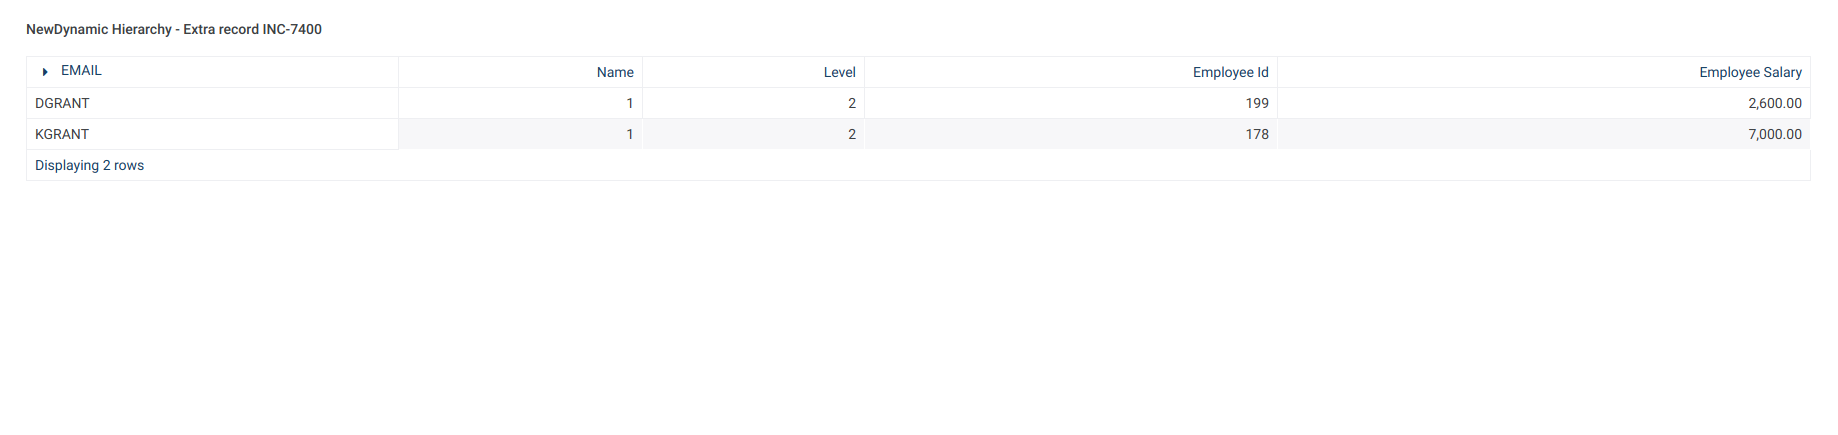 NewDynamic Hierarchy - Extra record INC-7400
EMAIL Name Level Employee Id Employee Salary
DGRANT 1 2 199 2,600.00
KGRANT 1 2 178 7,000.00
Displaying 2 rows